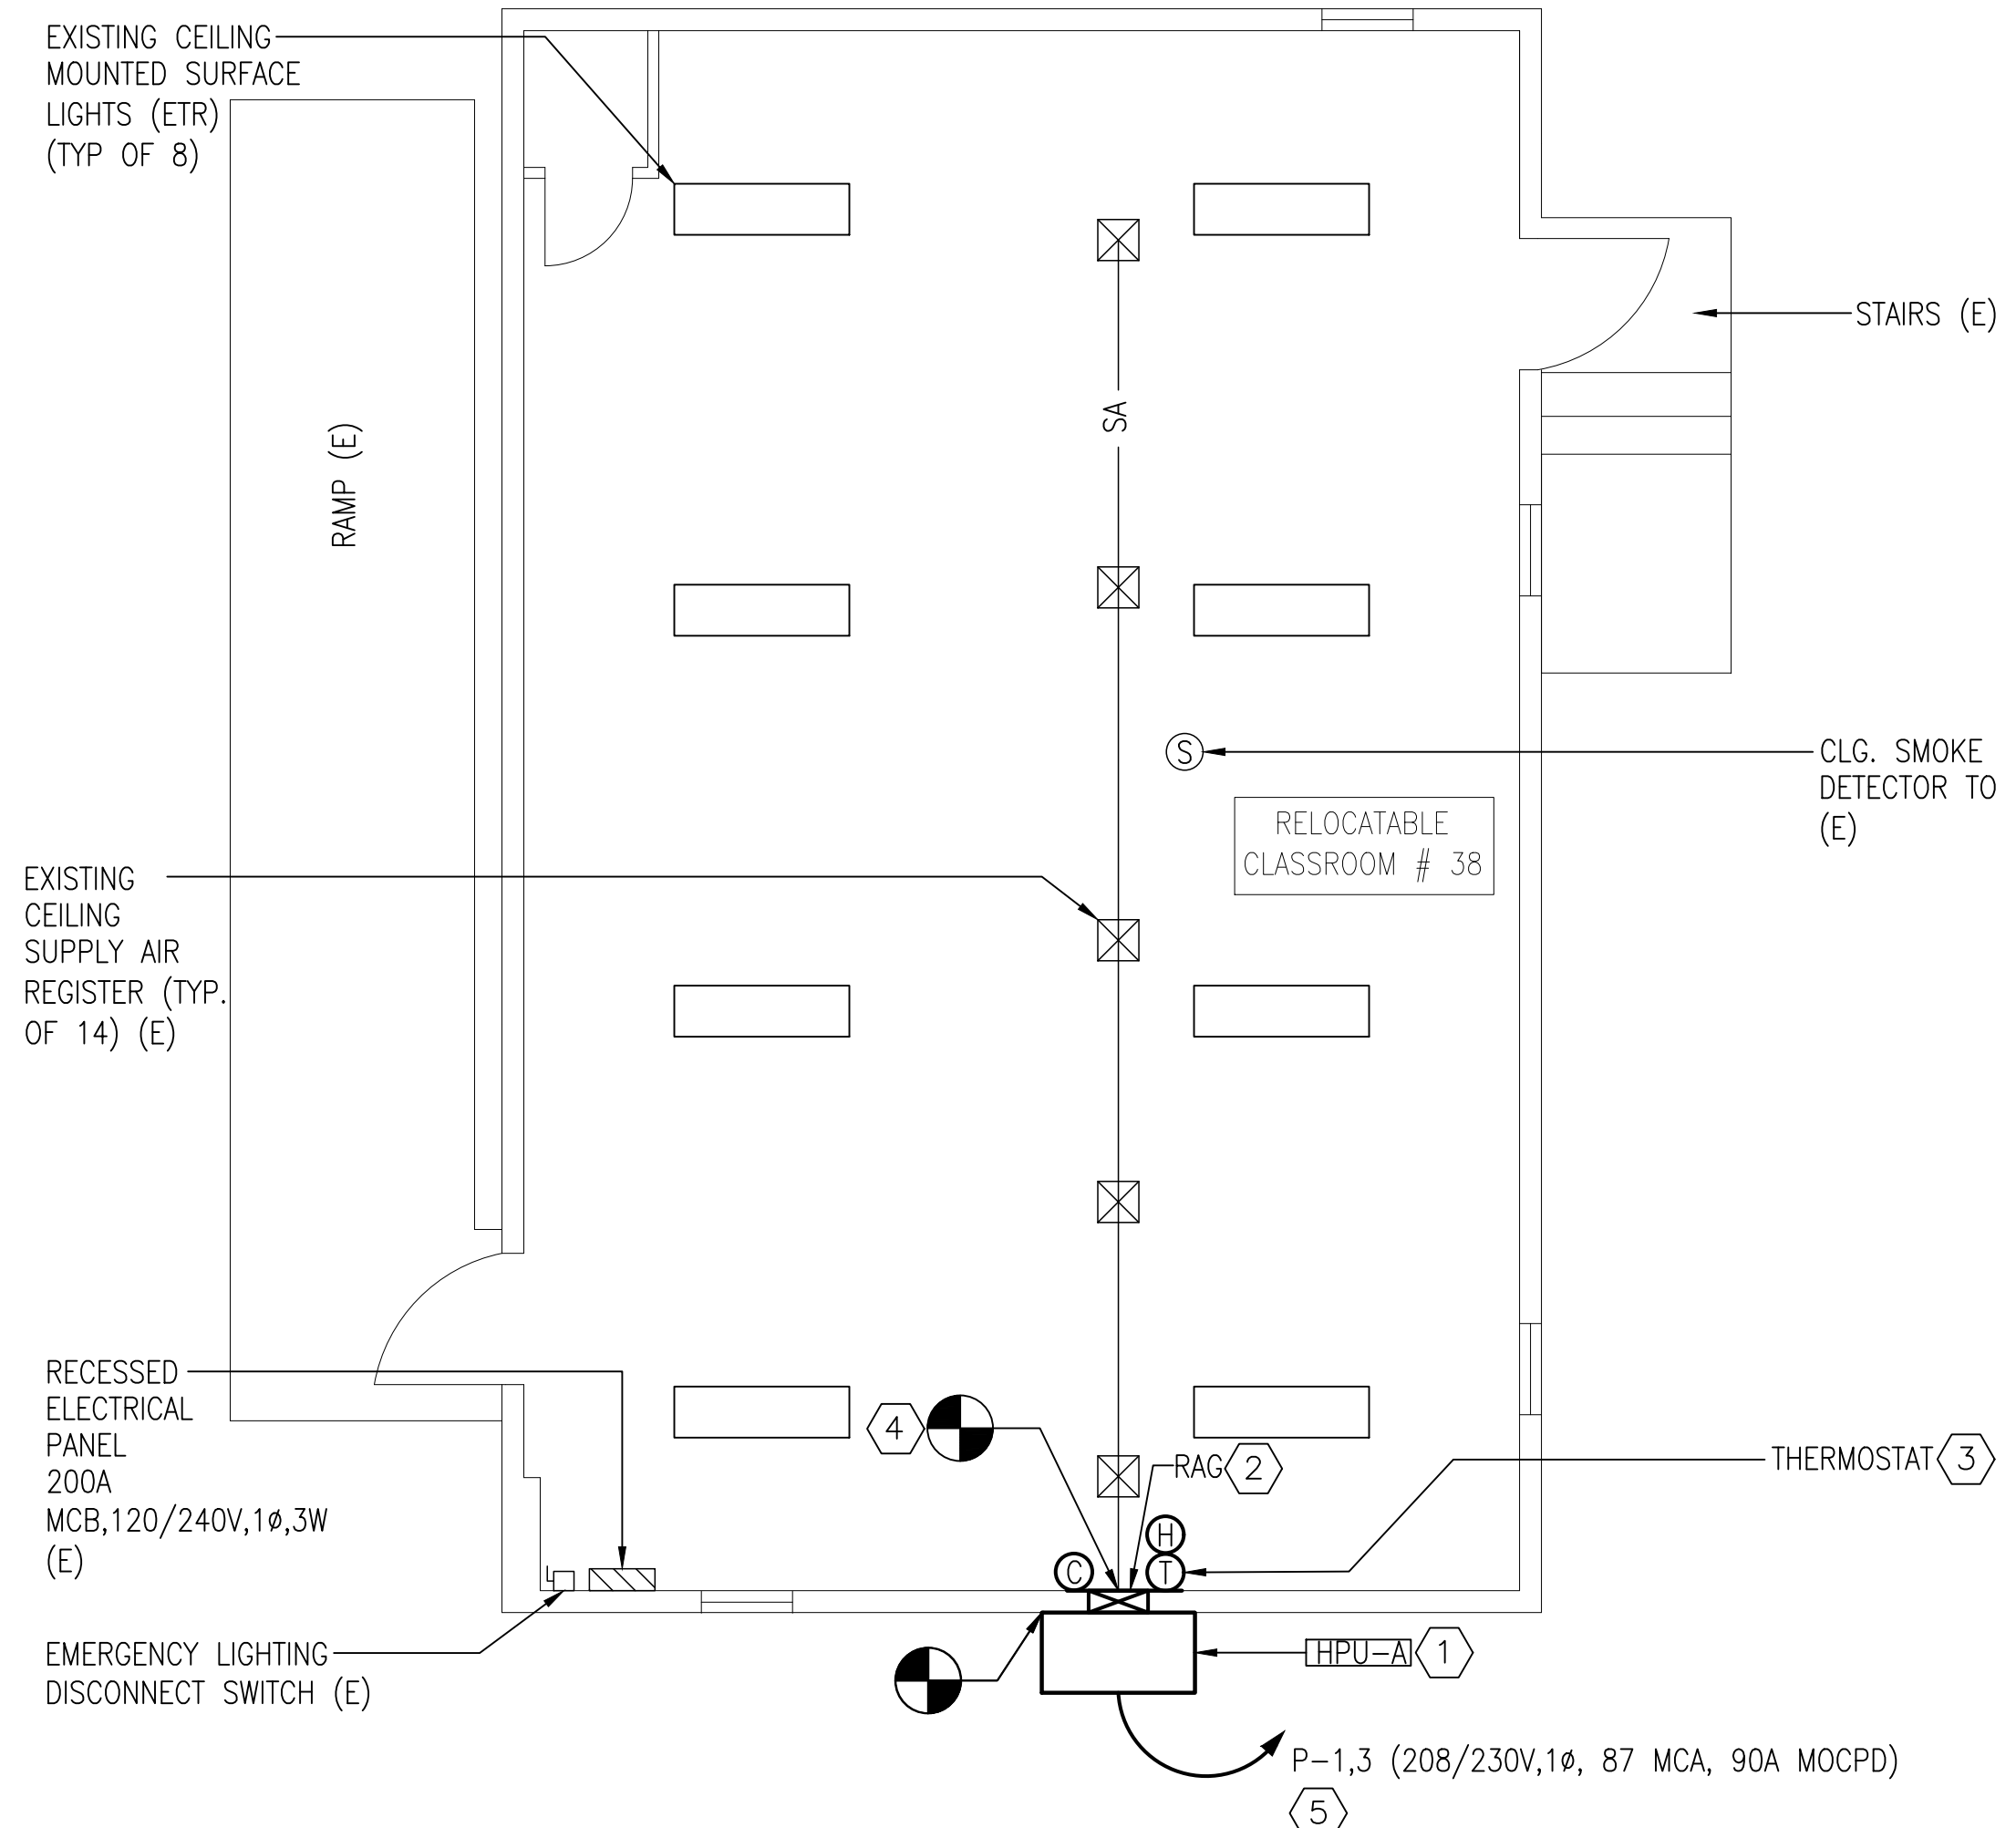 EXISTING CEILING
MOUNTED SURFACE
LIGHTS (ETR)
(TYP OF 8)
STAIRS (E)
RAMP (E)
SA
S
CLG. SMOKE
DETECTOR TO
(E)
RELOCATABLE
CLASSROOM # 38
EXISTING
CEILING
SUPPLY AIR
REGISTER (TYP.
OF 14) (E)
RECESSED
ELECTRICAL
PANEL
200A
MCB,120/240V,1ø,3W
(E)
4
RAG 2
THERMOSTAT 3
H
C
T
EMERGENCY LIGHTING
DISCONNECT SWITCH (E)
HPU-A 1
P-1,3 (208/230V,1ø, 87 MCA, 90A MOCPD)
5